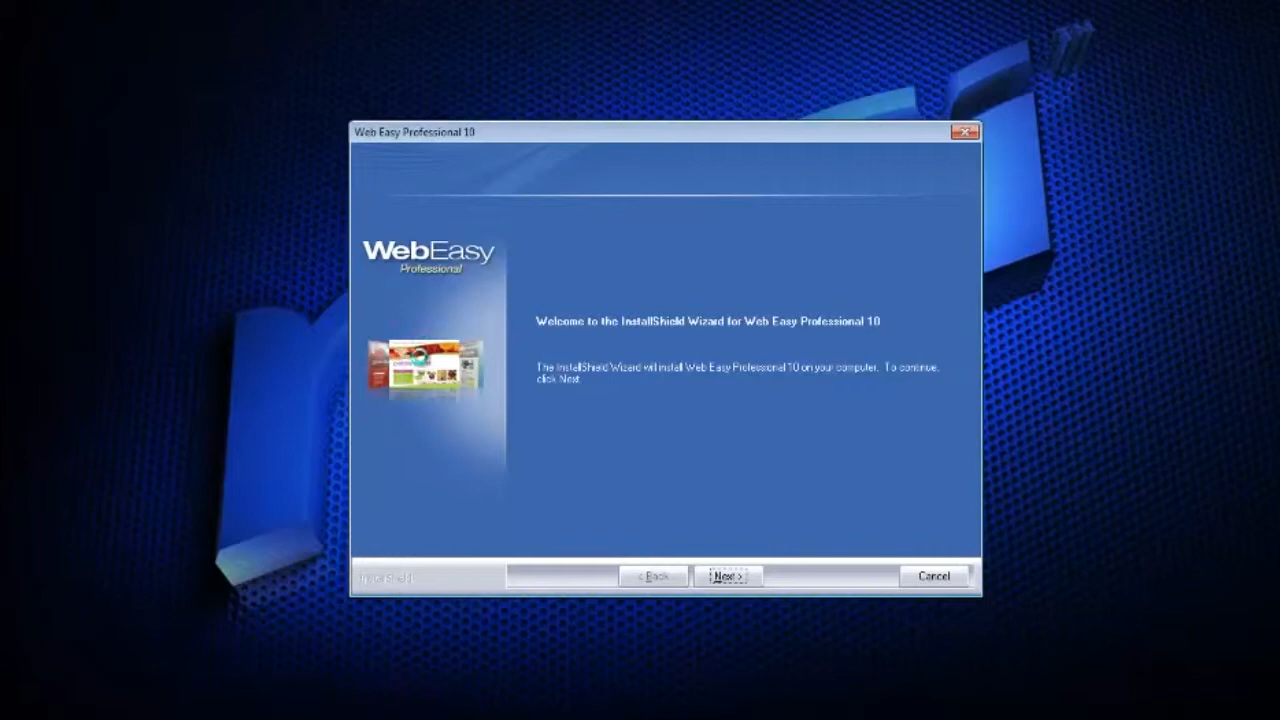 Web Easy Professional 10
WebEasy
Professional
Welcome to the InstallShield Wizard for Web Easy Professional 10
The InstallShield Wizard will install Web Easy Professional 10 on your computer. To continue,
click Next.
InstallShield
< Back
Next >
Cancel